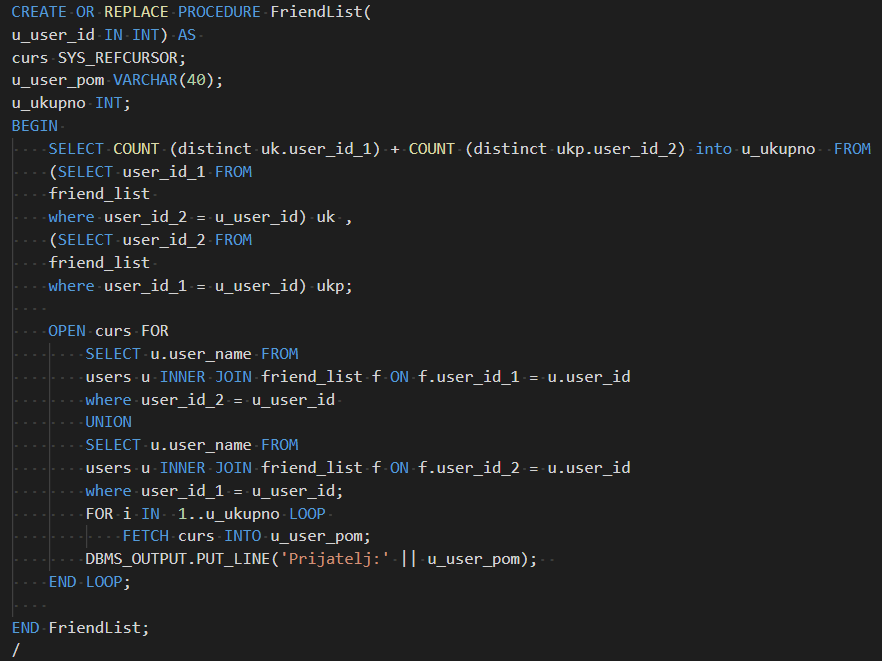 CREATE OR REPLACE PROCEDURE FriendList(
u_user_id IN INT) AS
curs SYS_REFCURSOR;
u_user_pom VARCHAR(40);
u_ukupno INT;
BEGIN
    SELECT COUNT (distinct uk.user_id_1) + COUNT (distinct ukp.user_id_2) into u_ukupno  FROM
    (SELECT user_id_1 FROM
    friend_list
    where user_id_2 = u_user_id) uk ,
    (SELECT user_id_2 FROM
    friend_list
    where user_id_1 = u_user_id) ukp;

    OPEN curs FOR
        SELECT u.user_name FROM
        users u INNER JOIN friend_list f ON f.user_id_1 = u.user_id
        where user_id_2 = u_user_id
        UNION
        SELECT u.user_name FROM
        users u INNER JOIN friend_list f ON f.user_id_2 = u.user_id
        where user_id_1 = u_user_id;
        FOR i IN  1..u_ukupno LOOP
            FETCH curs INTO u_user_pom;
        DBMS_OUTPUT.PUT_LINE('Prijatelj:' || u_user_pom);
    END LOOP;

END FriendList;
/